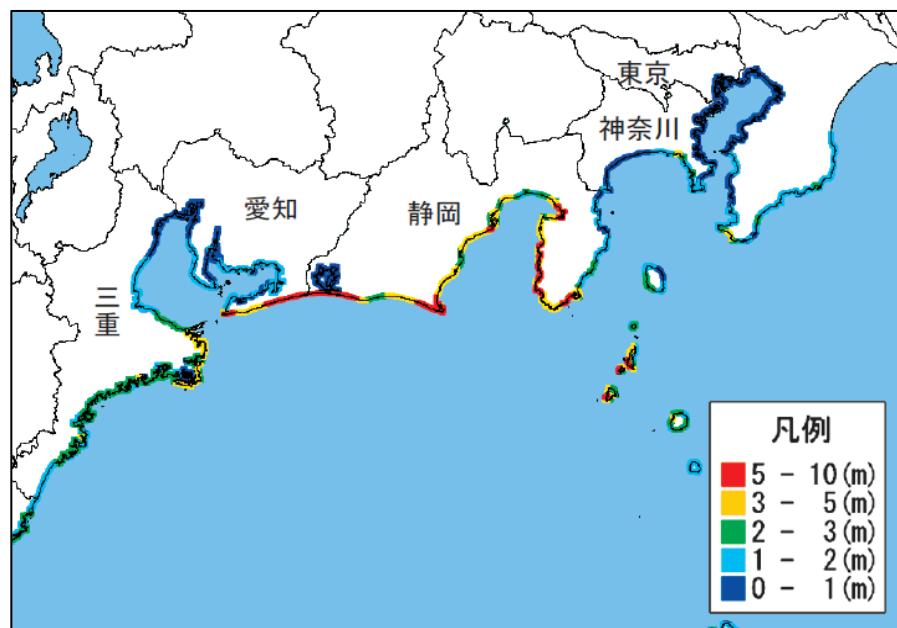 東京
神奈川
愛知
静岡
三重
凡例
5 - 10(m)
3 - 5(m)
2 - 3(m)
1 - 2(m)
0 - 1(m)